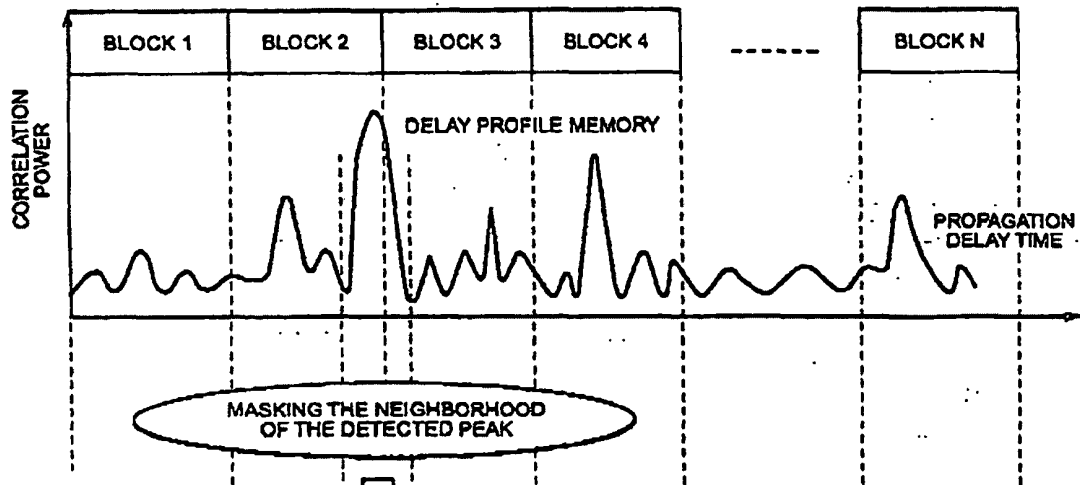 BLOCK 1
BLOCK 2
BLOCK 3
BLOCK 4
BLOCK N
CORRELATION
POWER
DELAY PROFILE MEMORY
PROPAGATION
DELAY TIME
MASKING THE NEIGHBORHOOD
OF THE DETECTED PEAK